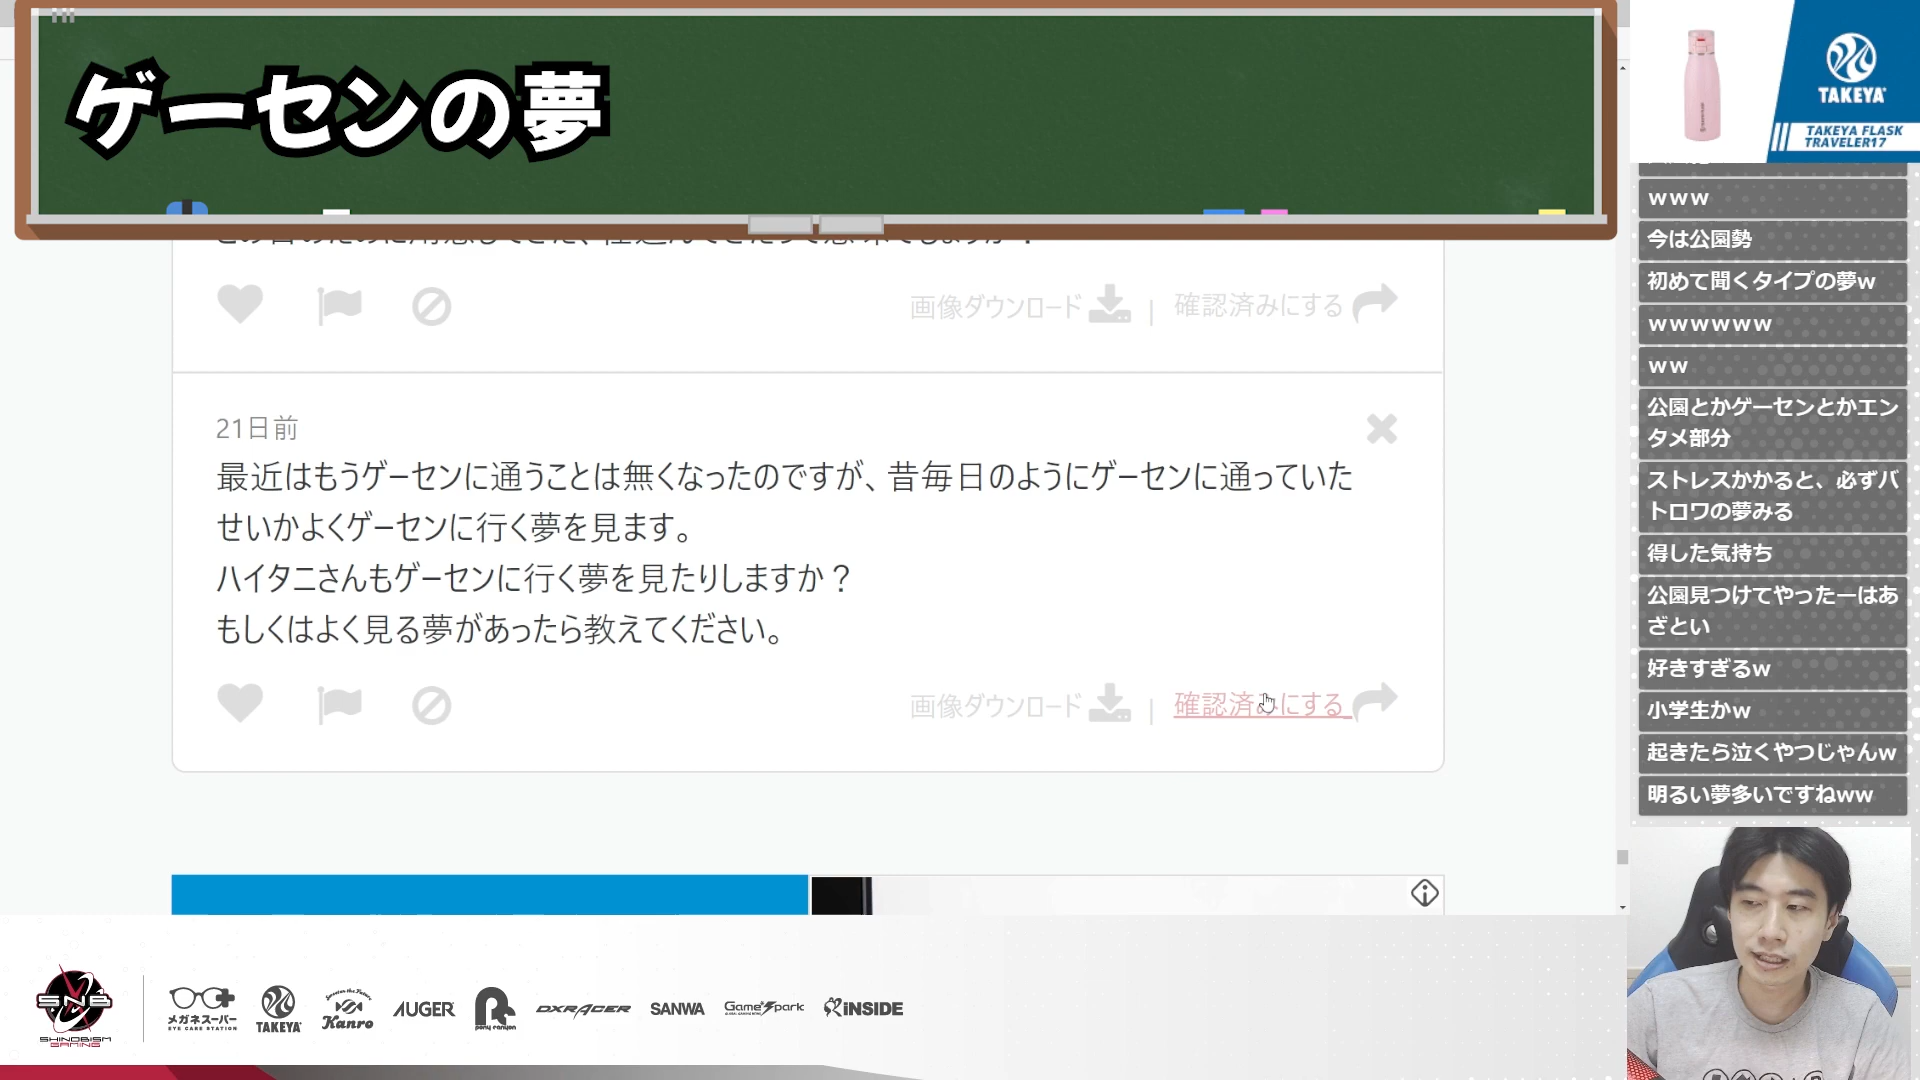 ゲーセンの夢
画像ダウンロード | 確認済みにする
21日前
最近はもうゲーセンに通うことは無くなったのですが、昔毎日のようにゲーセンに通っていた
せいかよくゲーセンに行く夢を見ます。
ハイタニさんもゲーセンに行く夢を見たりしますか？
もしくはよく見る夢があったら教えてください。
画像ダウンロード | 確認済みにする
TAKEYA
TAKEYA FLASK
TRAVELER17
www
今は公園勢
初めて聞くタイプの夢w
wwwwww
ww
公園とかゲーセンとかエン
タメ部分
ストレスかかると、必ずバ
トロワの夢みる
得した気持ち
公園見つけてやったーはあ
ざとい
好きすぎるw
小学生かw
起きたら泣くやつじゃんw
明るい夢多いですねww
SNB
SHINOBISM
GAMING
メガネスーパー
EYE CARE STATION
TAKEYA
Kanro
AUGER
pony canyon
DXRACER
SANWA
Game*Spark
iNSIDE